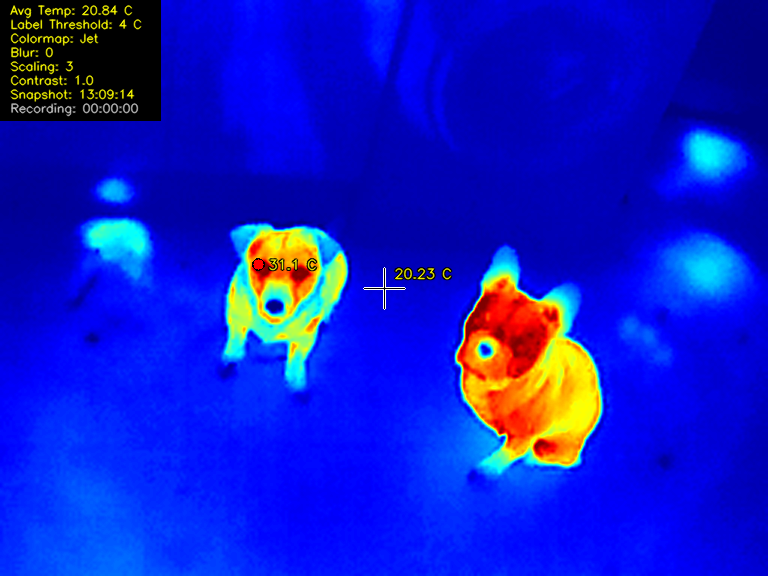 Avg Temp: 20.84 C
Label Threshold: 4 C
Colormap: Jet
Blur: 0
Scaling: 3
Contrast: 1.0
Snapshot: 13:09:14
Recording: 00:00:00
31.1 C
20.23 C